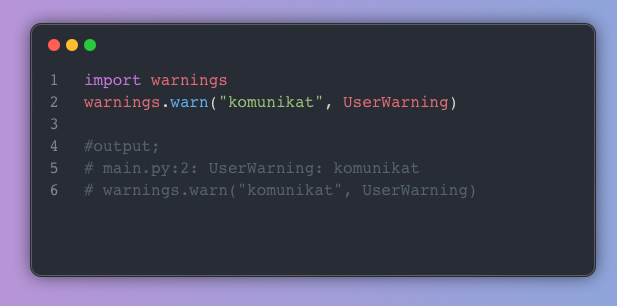 1 import warnings
2 warnings.warn("komunikat", UserWarning)
3
4 #output;
5 # main.py:2: UserWarning: komunikat
6 # warnings.warn("komunikat", UserWarning)